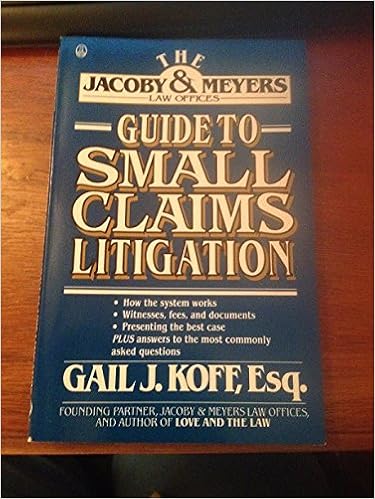 THE
JACOBY & MEYERS
LAW OFFICES
GUIDE TO
SMALL
CLAIMS
LITIGATION
• How the system works
• Witnesses, fees, and documents
• Presenting the best case
PLUS answers to the most commonly
asked questions
GAIL J. KOFF, Esq.
FOUNDING PARTNER, JACOBY & MEYERS LAW OFFICES,
AND AUTHOR OF LOVE AND THE LAW